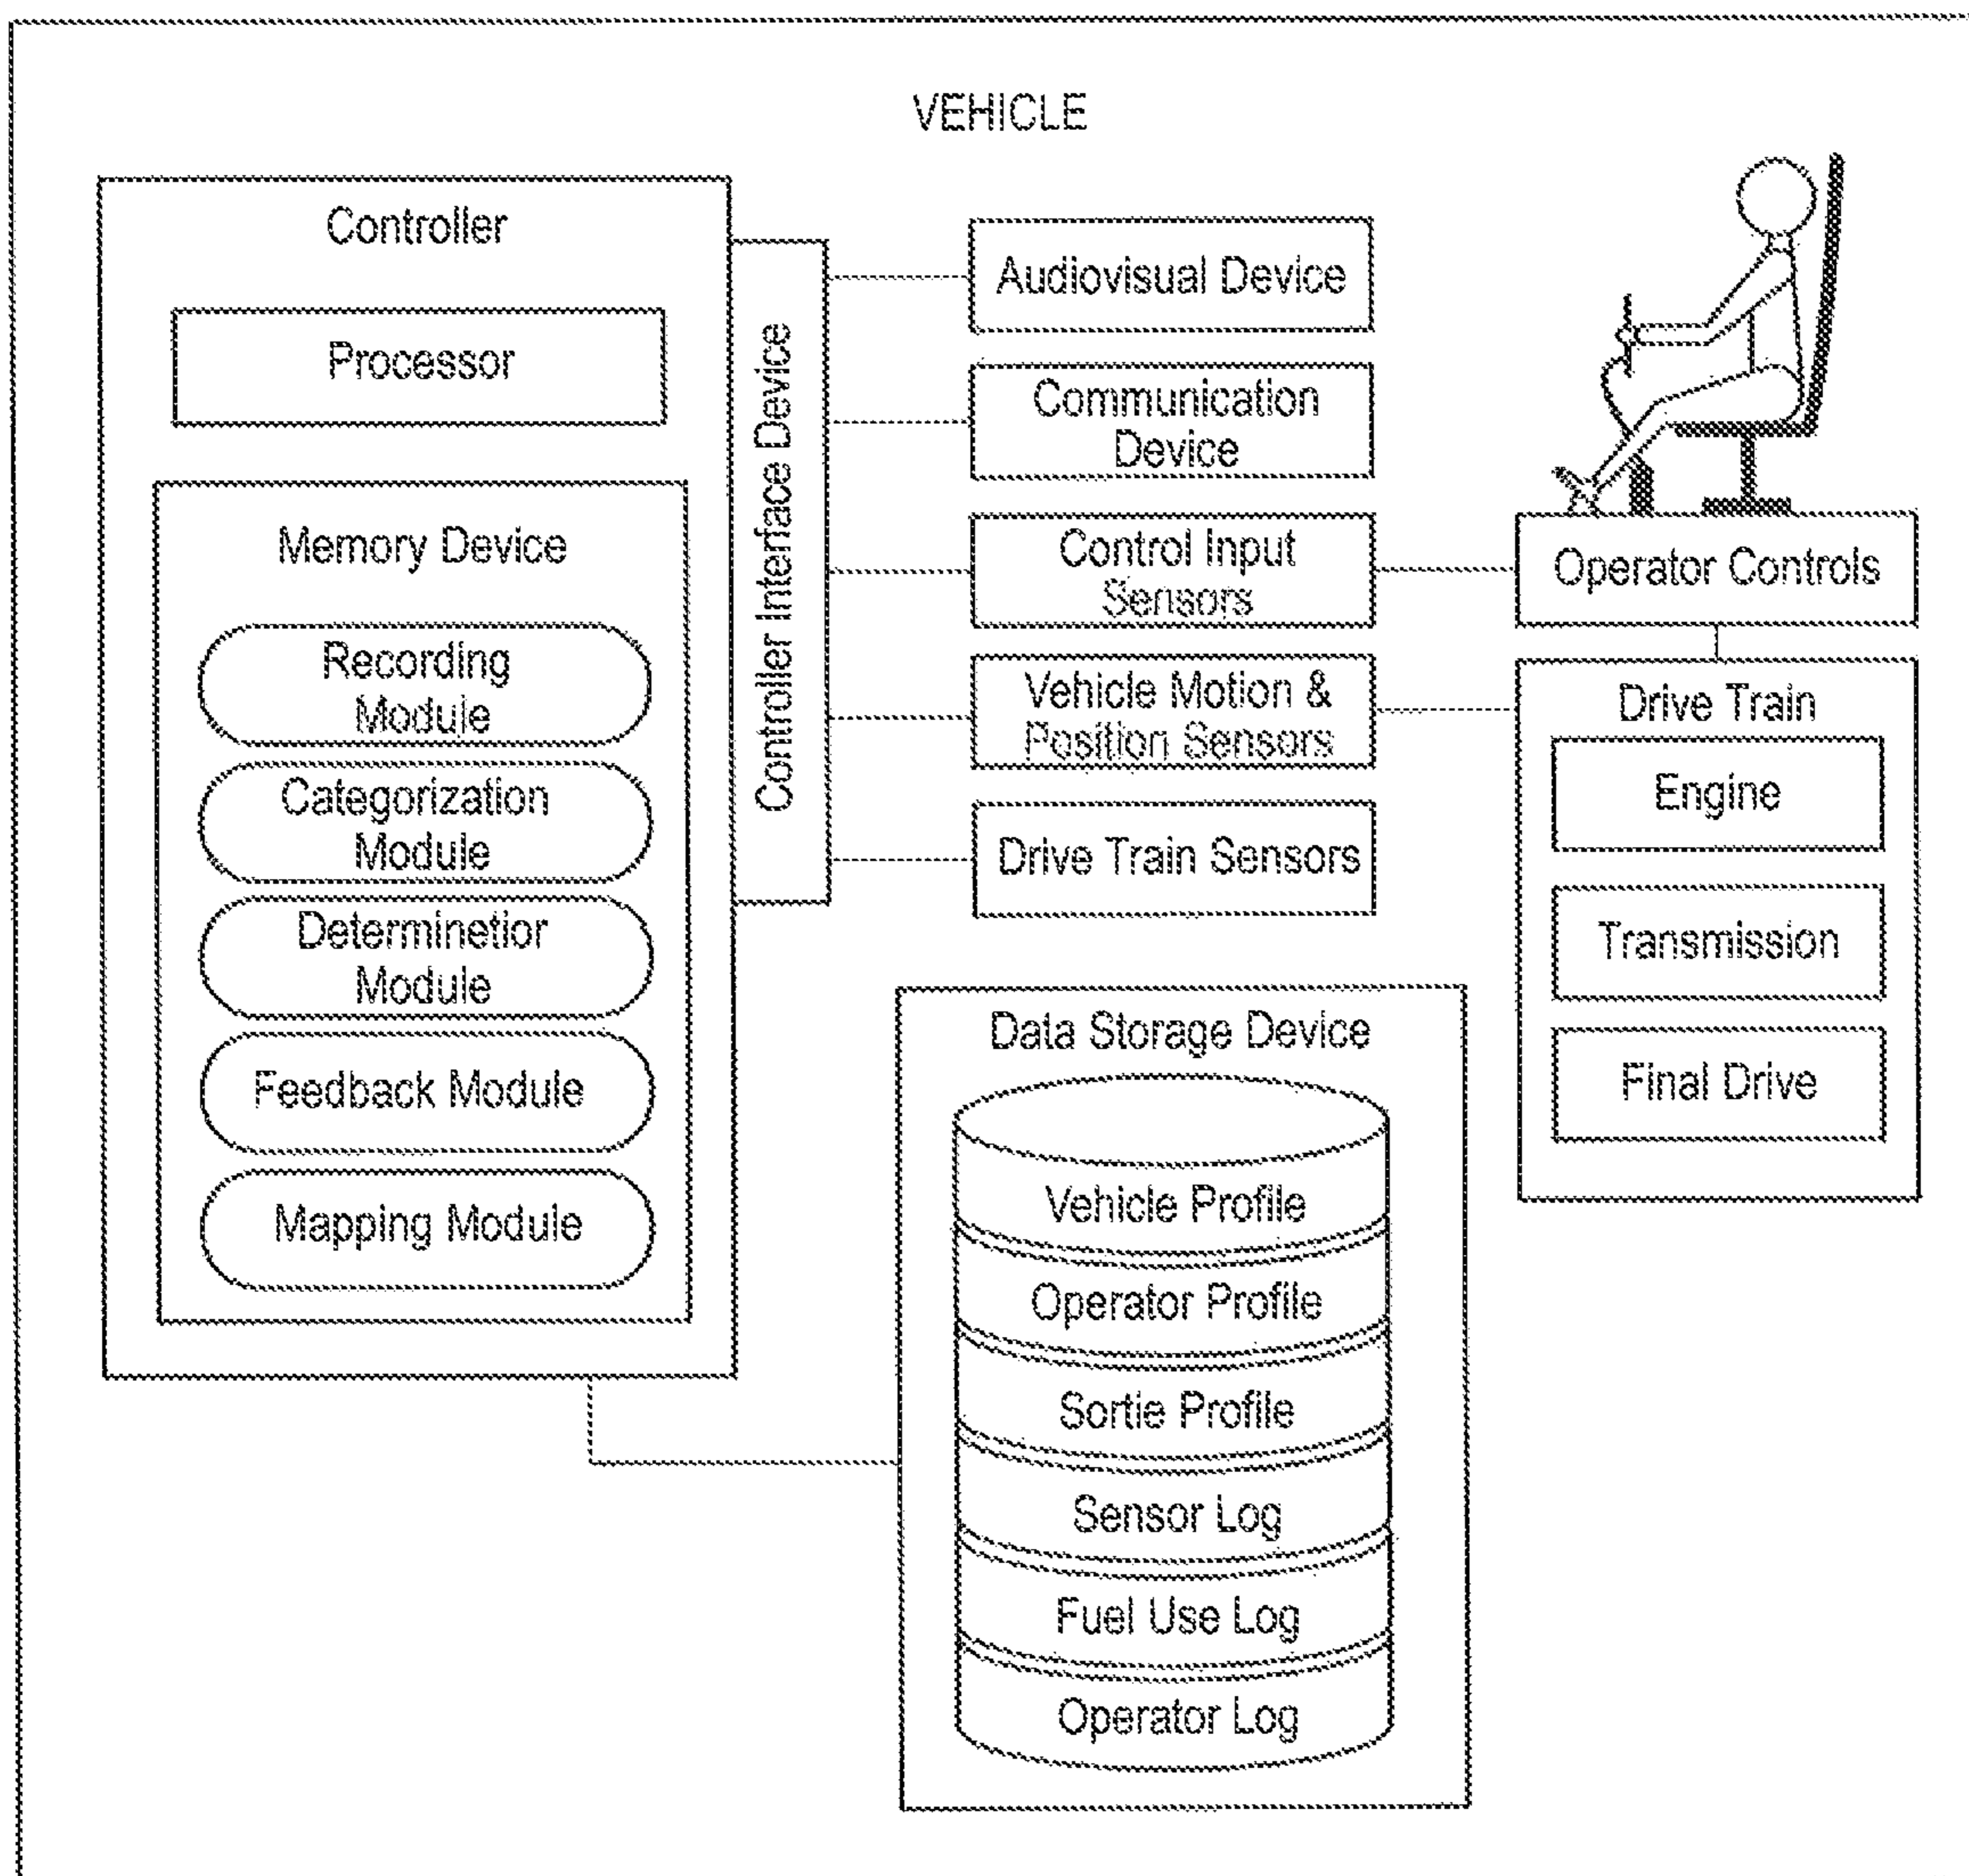 VEHICLE
Controller
Processor
Memory Device
Recording
Module
Categorization
Module
Determinetior
Module
Feedback Module
Mapping Module
Controller Interface Device
Audiovisual Device
Communication
Device
Control Input
Sensors
Vehicle Motion &
Position Sensors
Drive Train Sensors
Operator Controls
Drive Train
Engine
Transmission
Final Drive
Data Storage Device
Vehicle Profile
Operator Profile
Sortie Profile
Sensor Log
Fuel Use Log
Operator Log